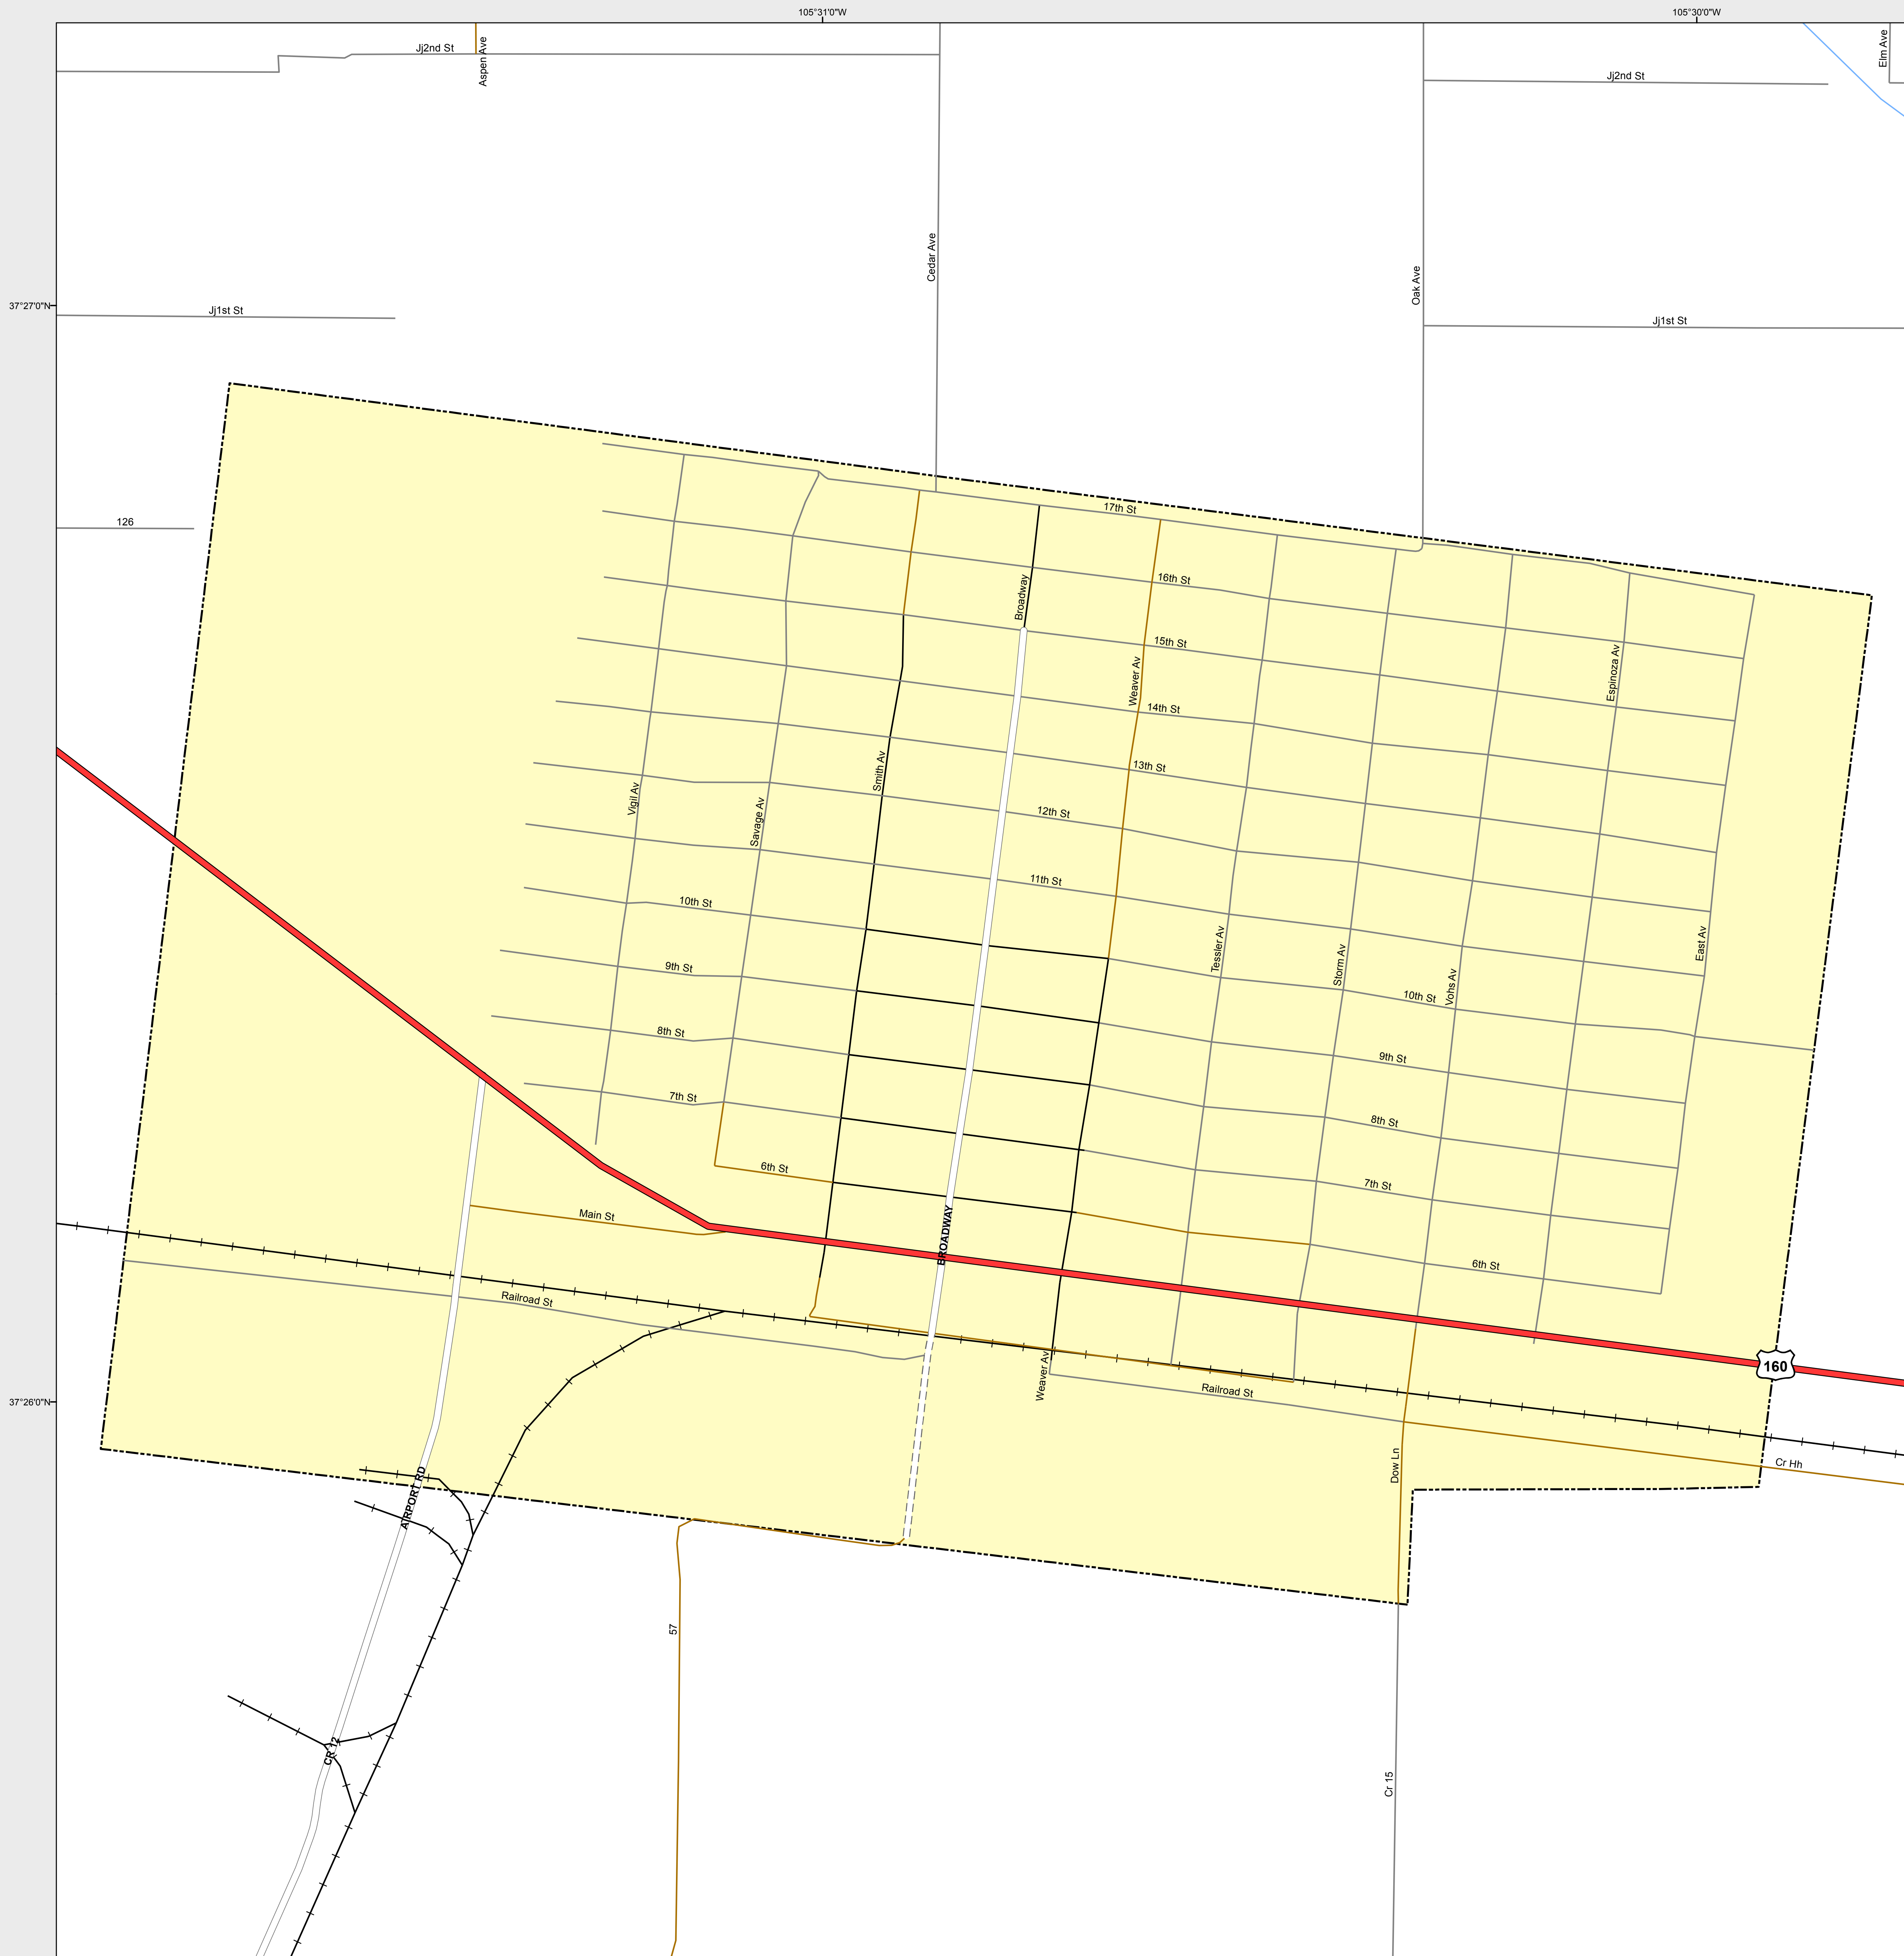 105°31'0"W
105°30'0"W
Jj2nd St
Aspen Ave
Elm Ave
Jj2nd St
Cedar Ave
Oak Ave
37°27'0"N
Jj1st St
Jj1st St
126
17th St
16th St
Broadway
15th St
Weaver Av
Espinoza Av
14th St
13th St
Smith Av
Vigil Av
Savage Av
12th St
11th St
10th St
Tessler Av
Storm Av
East Av
9th St
Vohs Av
10th St
8th St
9th St
7th St
8th St
6th St
7th St
Main St
BROADWAY
6th St
Railroad St
160
Weaver Av
Railroad St
37°26'0"N
Dow Ln
Cr Hh
AIRPORT RD
57
CR 12
Cr 15